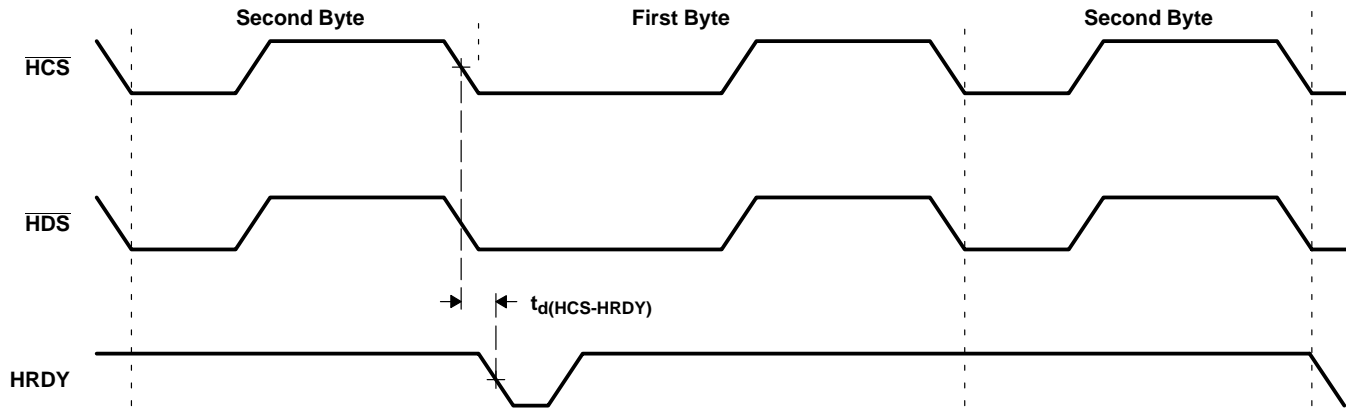 Second Byte First Byte Second Byte
HCS
HDS
td(HCS-HRDY)
HRDY